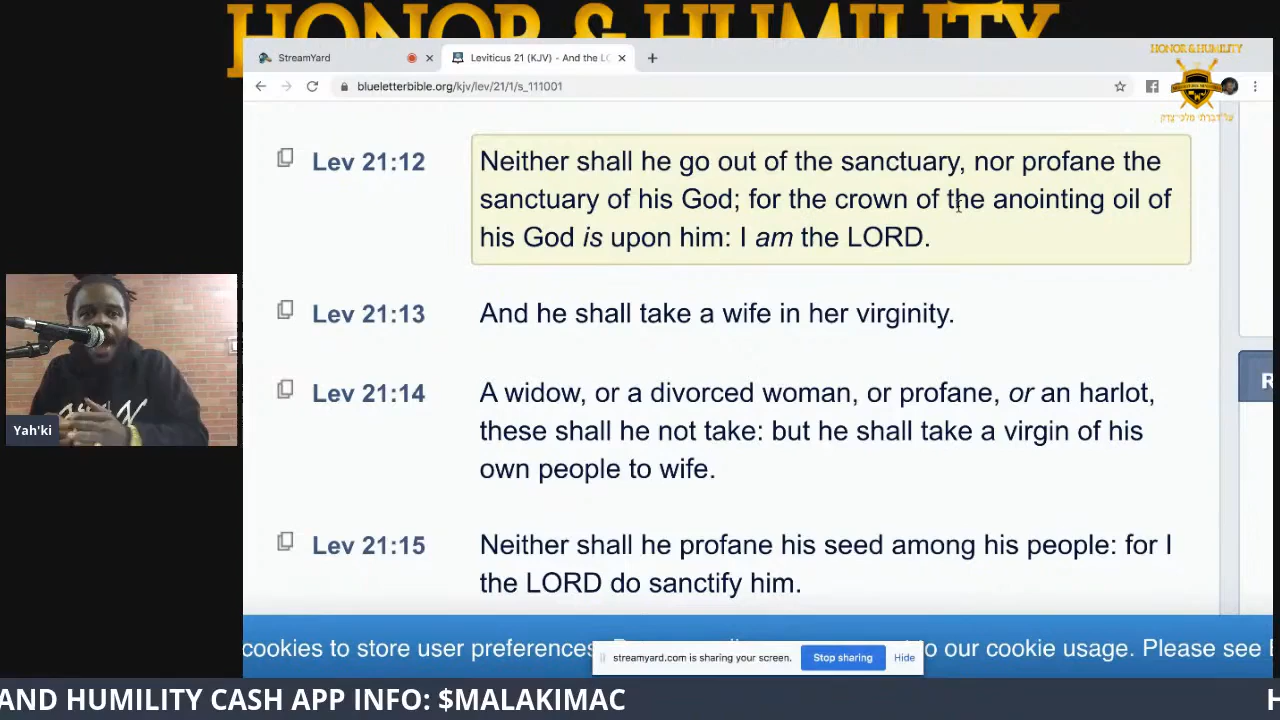 HONOR & HUMILITY
StreamYard
Leviticus 21 (KJV) - And the LO
HONOR & HUMILITY
blueletterbible.org/kjv/lev/21/1/s_111001
Lev 21:12
Neither shall he go out of the sanctuary, nor profane the
sanctuary of his God; for the crown of the anointing oil of
his God is upon him: I am the LORD.
Lev 21:13
And he shall take a wife in her virginity.
Lev 21:14
A widow, or a divorced woman, or profane, or an harlot,
these shall he not take: but he shall take a virgin of his
own people to wife.
R
Yah'ki
Lev 21:15
Neither shall he profane his seed among his people: for I
the LORD do sanctify him.
cookies to store user preferences. to our cookie usage. Please see
streamyard.com is sharing your screen.
Stop sharing
Hide
AND HUMILITY CASH APP INFO: $MALAKIMAC
H